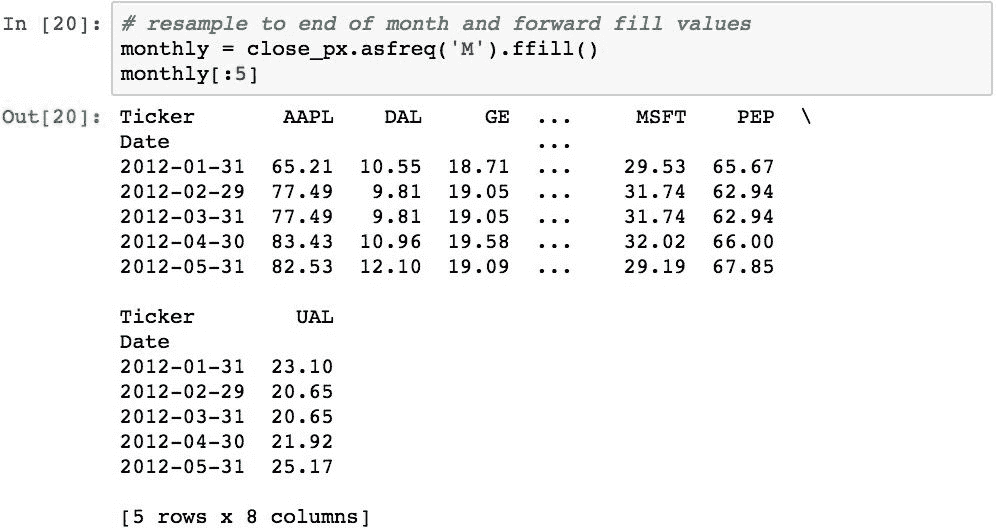 In [20]: # resample to end of month and forward fill values
monthly = close_px.asfreq('M').ffill()
monthly[:5]
Out[20]: Ticker AAPL DAL GE ... MSFT PEP \
Date ...
2012-01-31 65.21 10.55 18.71 ... 29.53 65.67
2012-02-29 77.49 9.81 19.05 ... 31.74 62.94
2012-03-31 77.49 9.81 19.05 ... 31.74 62.94
2012-04-30 83.43 10.96 19.58 ... 32.02 66.00
2012-05-31 82.53 12.10 19.09 ... 29.19 67.85
Ticker UAL
Date
2012-01-31 23.10
2012-02-29 20.65
2012-03-31 20.65
2012-04-30 21.92
2012-05-31 25.17
[5 rows x 8 columns]